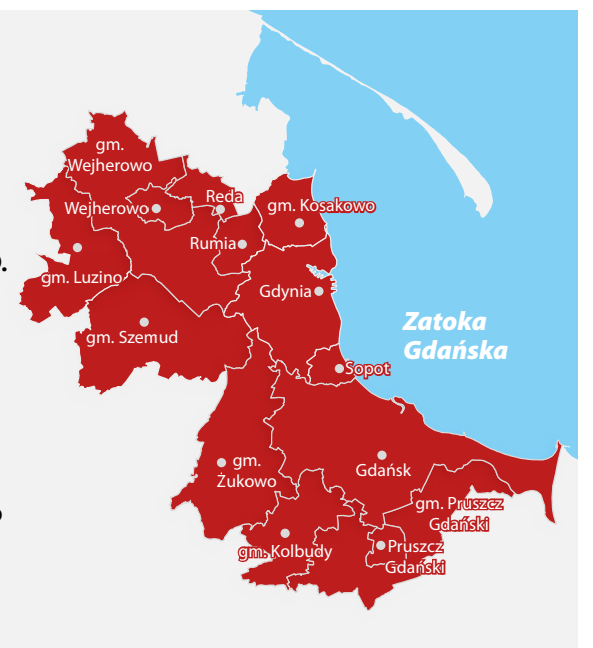 gm.
Wejherowo
Reda
Wejherowo
gm. Kosakowo
Rumia
gm. Luzino
Gdynia
Zatoka
Gdańska
gm. Szemud
Sopot
gm.
Żukowo
Gdańsk
gm. Pruszcz
Gdański
gm. Kolbudy
Pruszcz
Gdański